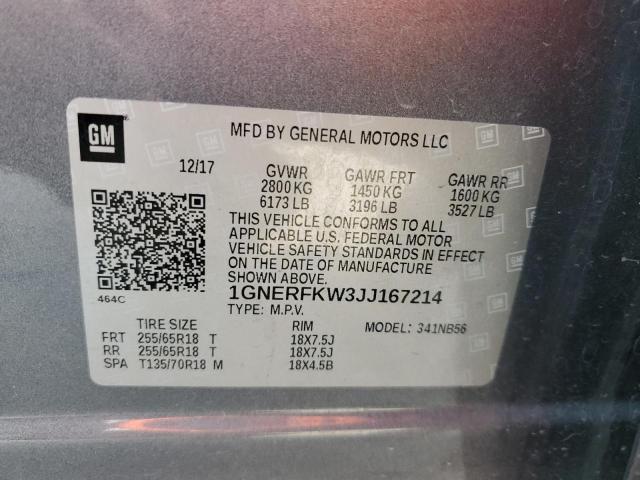 GM
MFD BY GENERAL MOTORS LLC
12/17 GVWR GAWR FRT GAWR RR
2800 KG 1450 KG 1600 KG
6173 LB 3196 LB 3527 LB
THIS VEHICLE CONFORMS TO ALL
APPLICABLE U.S. FEDERAL MOTOR
VEHICLE SAFETY STANDARDS IN EFFECT
ON THE DATE OF MANUFACTURE
SHOWN ABOVE.
464C 1GNERFKW3JJ167214
TYPE: M.P.V. MODEL: 341NB56
TIRE SIZE RIM
FRT 255/65R18 T 18X7.5J
RR 255/65R18 T 18X7.5J
SPA T135/70R18 M 18X4.5B